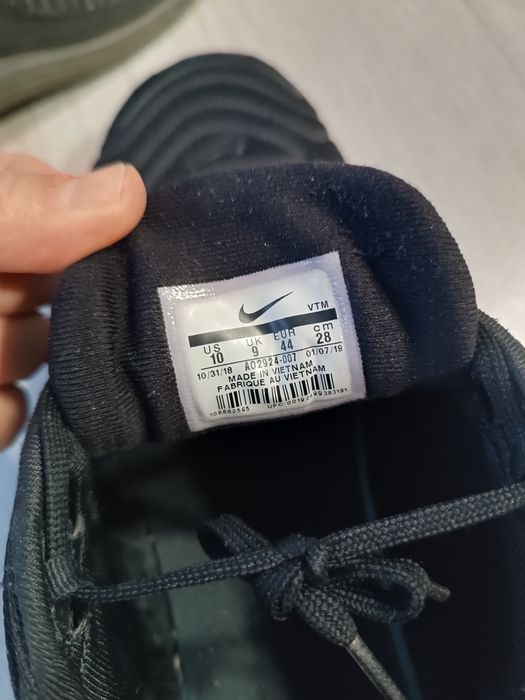 VTM
US UK EUR cm
10 9 44 28
10/31/18 AO2924-007 01/07/19
MADE IN VIETNAM
FABRIQUE AU VIETNAM
UPC